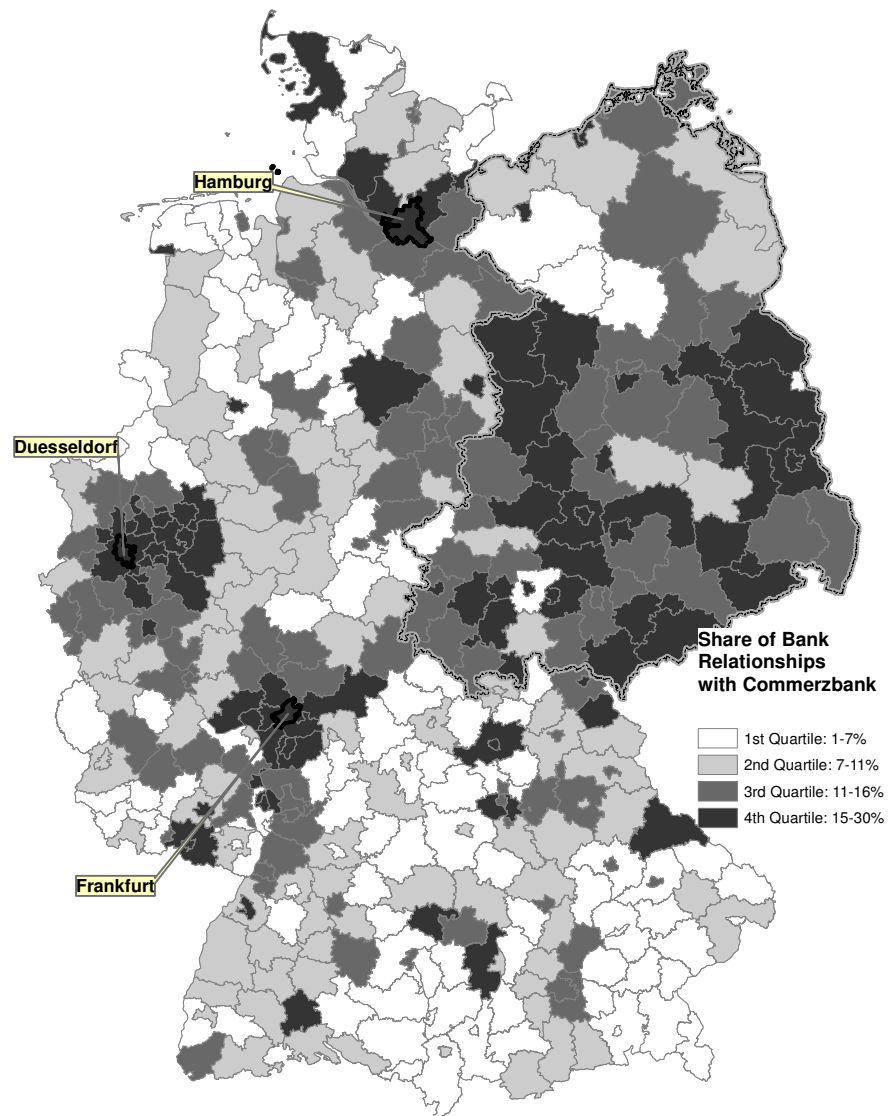 Hamburg
Duesseldorf
Share of Bank
Relationships
with Commerzbank
1st Quartile: 1-7%
2nd Quartile: 7-11%
3rd Quartile: 11-16%
4th Quartile: 15-30%
Frankfurt